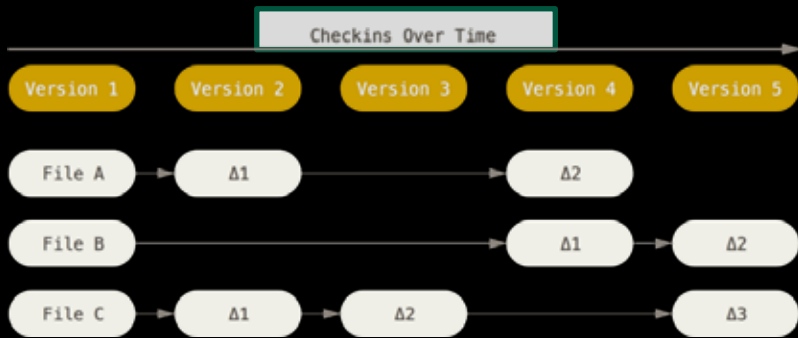 Checkins Over Time
Version 1 Version 2 Version 3 Version 4 Version 5
File A Δ1 Δ2
File B Δ1 Δ2
File C Δ1 Δ2 Δ3